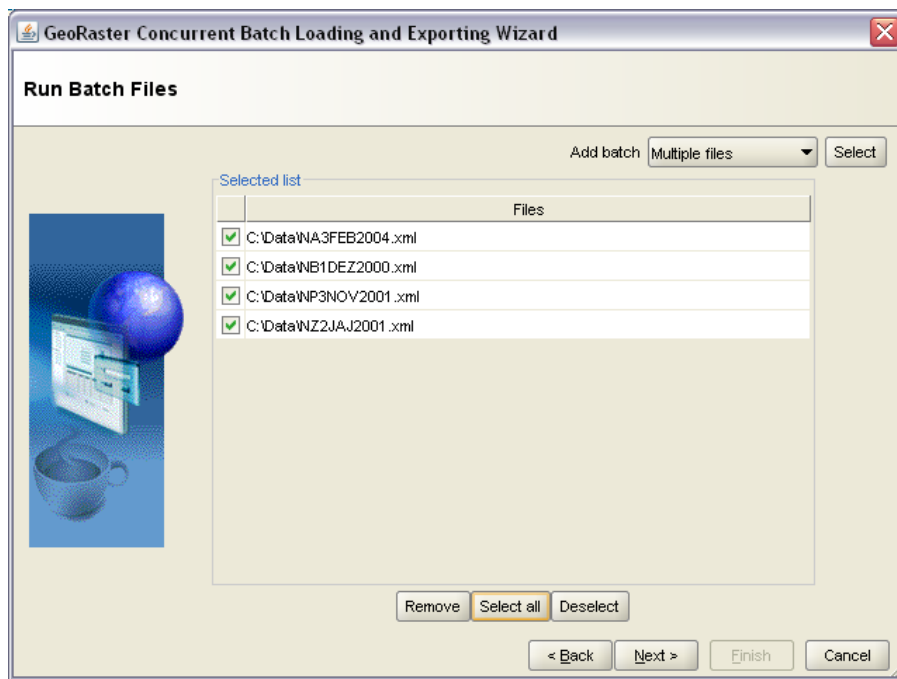 GeoRaster Concurrent Batch Loading and Exporting Wizard
Run Batch Files
Add batch Multiple files Select
Selected list
Files
C:\Data\NA3FEB2004.xml
C:\Data\NB1DEZ2000.xml
C:\Data\NP3NOV2001.xml
C:\Data\NZ2JAJ2001.xml
Remove Select all Deselect
< Back Next > Finish Cancel